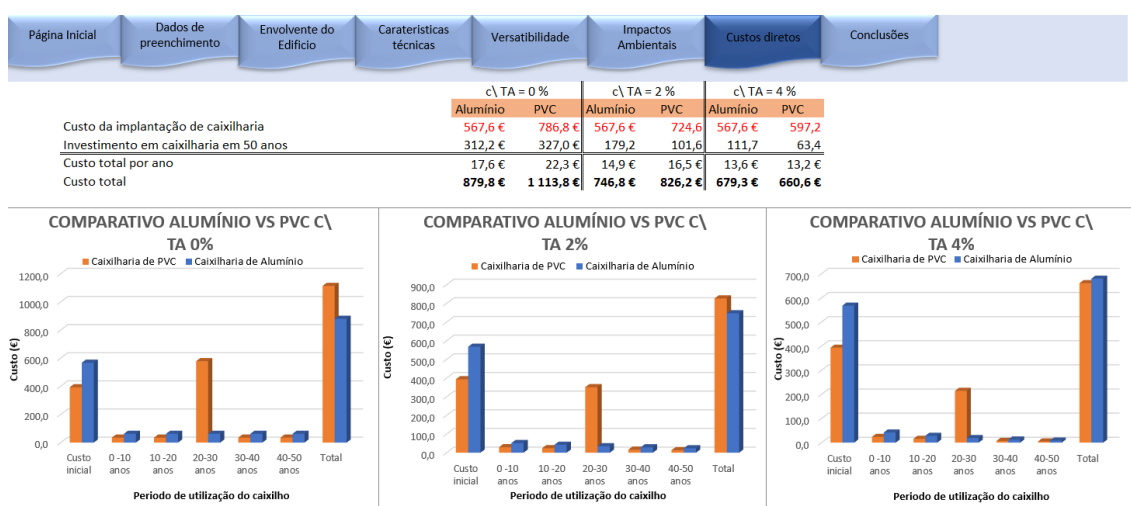 Página Inicial
Dados de preenchimento
Envolvente do Edificio
Carateristicas técnicas
Versatibilidade
Impactos Ambientais
Custos diretos
Conclusões
c\ TA = 0 % c\ TA = 2 % c\ TA = 4 %
Alumínio PVC Alumínio PVC Alumínio PVC
Custo da implantação de caixilharia 567,6 € 786,8 € 567,6 € 724,6 567,6 € 597,2
Investimento em caixilharia em 50 anos 312,2 € 327,0 € 179,2 101,6 111,7 63,4
Custo total por ano 17,6 € 22,3 € 14,9 € 16,5 € 13,6 € 13,2 €
Custo total 879,8 € 1 113,8 € 746,8 € 826,2 € 679,3 € 660,6 €
COMPARATIVO ALUMÍNIO VS PVC C\
TA 0%
Caixilharia de PVC Caixilharia de Alumínio
1200,0
1000,0
800,0
600,0
400,0
200,0
0,0
Custo (€)
Custo inicial 0 -10 anos 10 -20 anos 20-30 anos 30-40 anos 40-50 anos Total
Periodo de utilização do caixilho
COMPARATIVO ALUMÍNIO VS PVC C\
TA 2%
Caixilharia de PVC Caixilharia de Alumínio
900,0
800,0
700,0
600,0
500,0
400,0
300,0
200,0
100,0
0,0
Custo (€)
Custo inicial 0 -10 anos 10 -20 anos 20-30 anos 30-40 anos 40-50 anos Total
Periodo de utilização do caixilho
COMPARATIVO ALUMÍNIO VS PVC C\
TA 4%
Caixilharia de PVC Caixilharia de Alumínio
700,0
600,0
500,0
400,0
300,0
200,0
100,0
0,0
Custo (€)
Custo inicial 0 -10 anos 10 -20 anos 20-30 anos 30-40 anos 40-50 anos Total
Periodo de utilização do caixilho